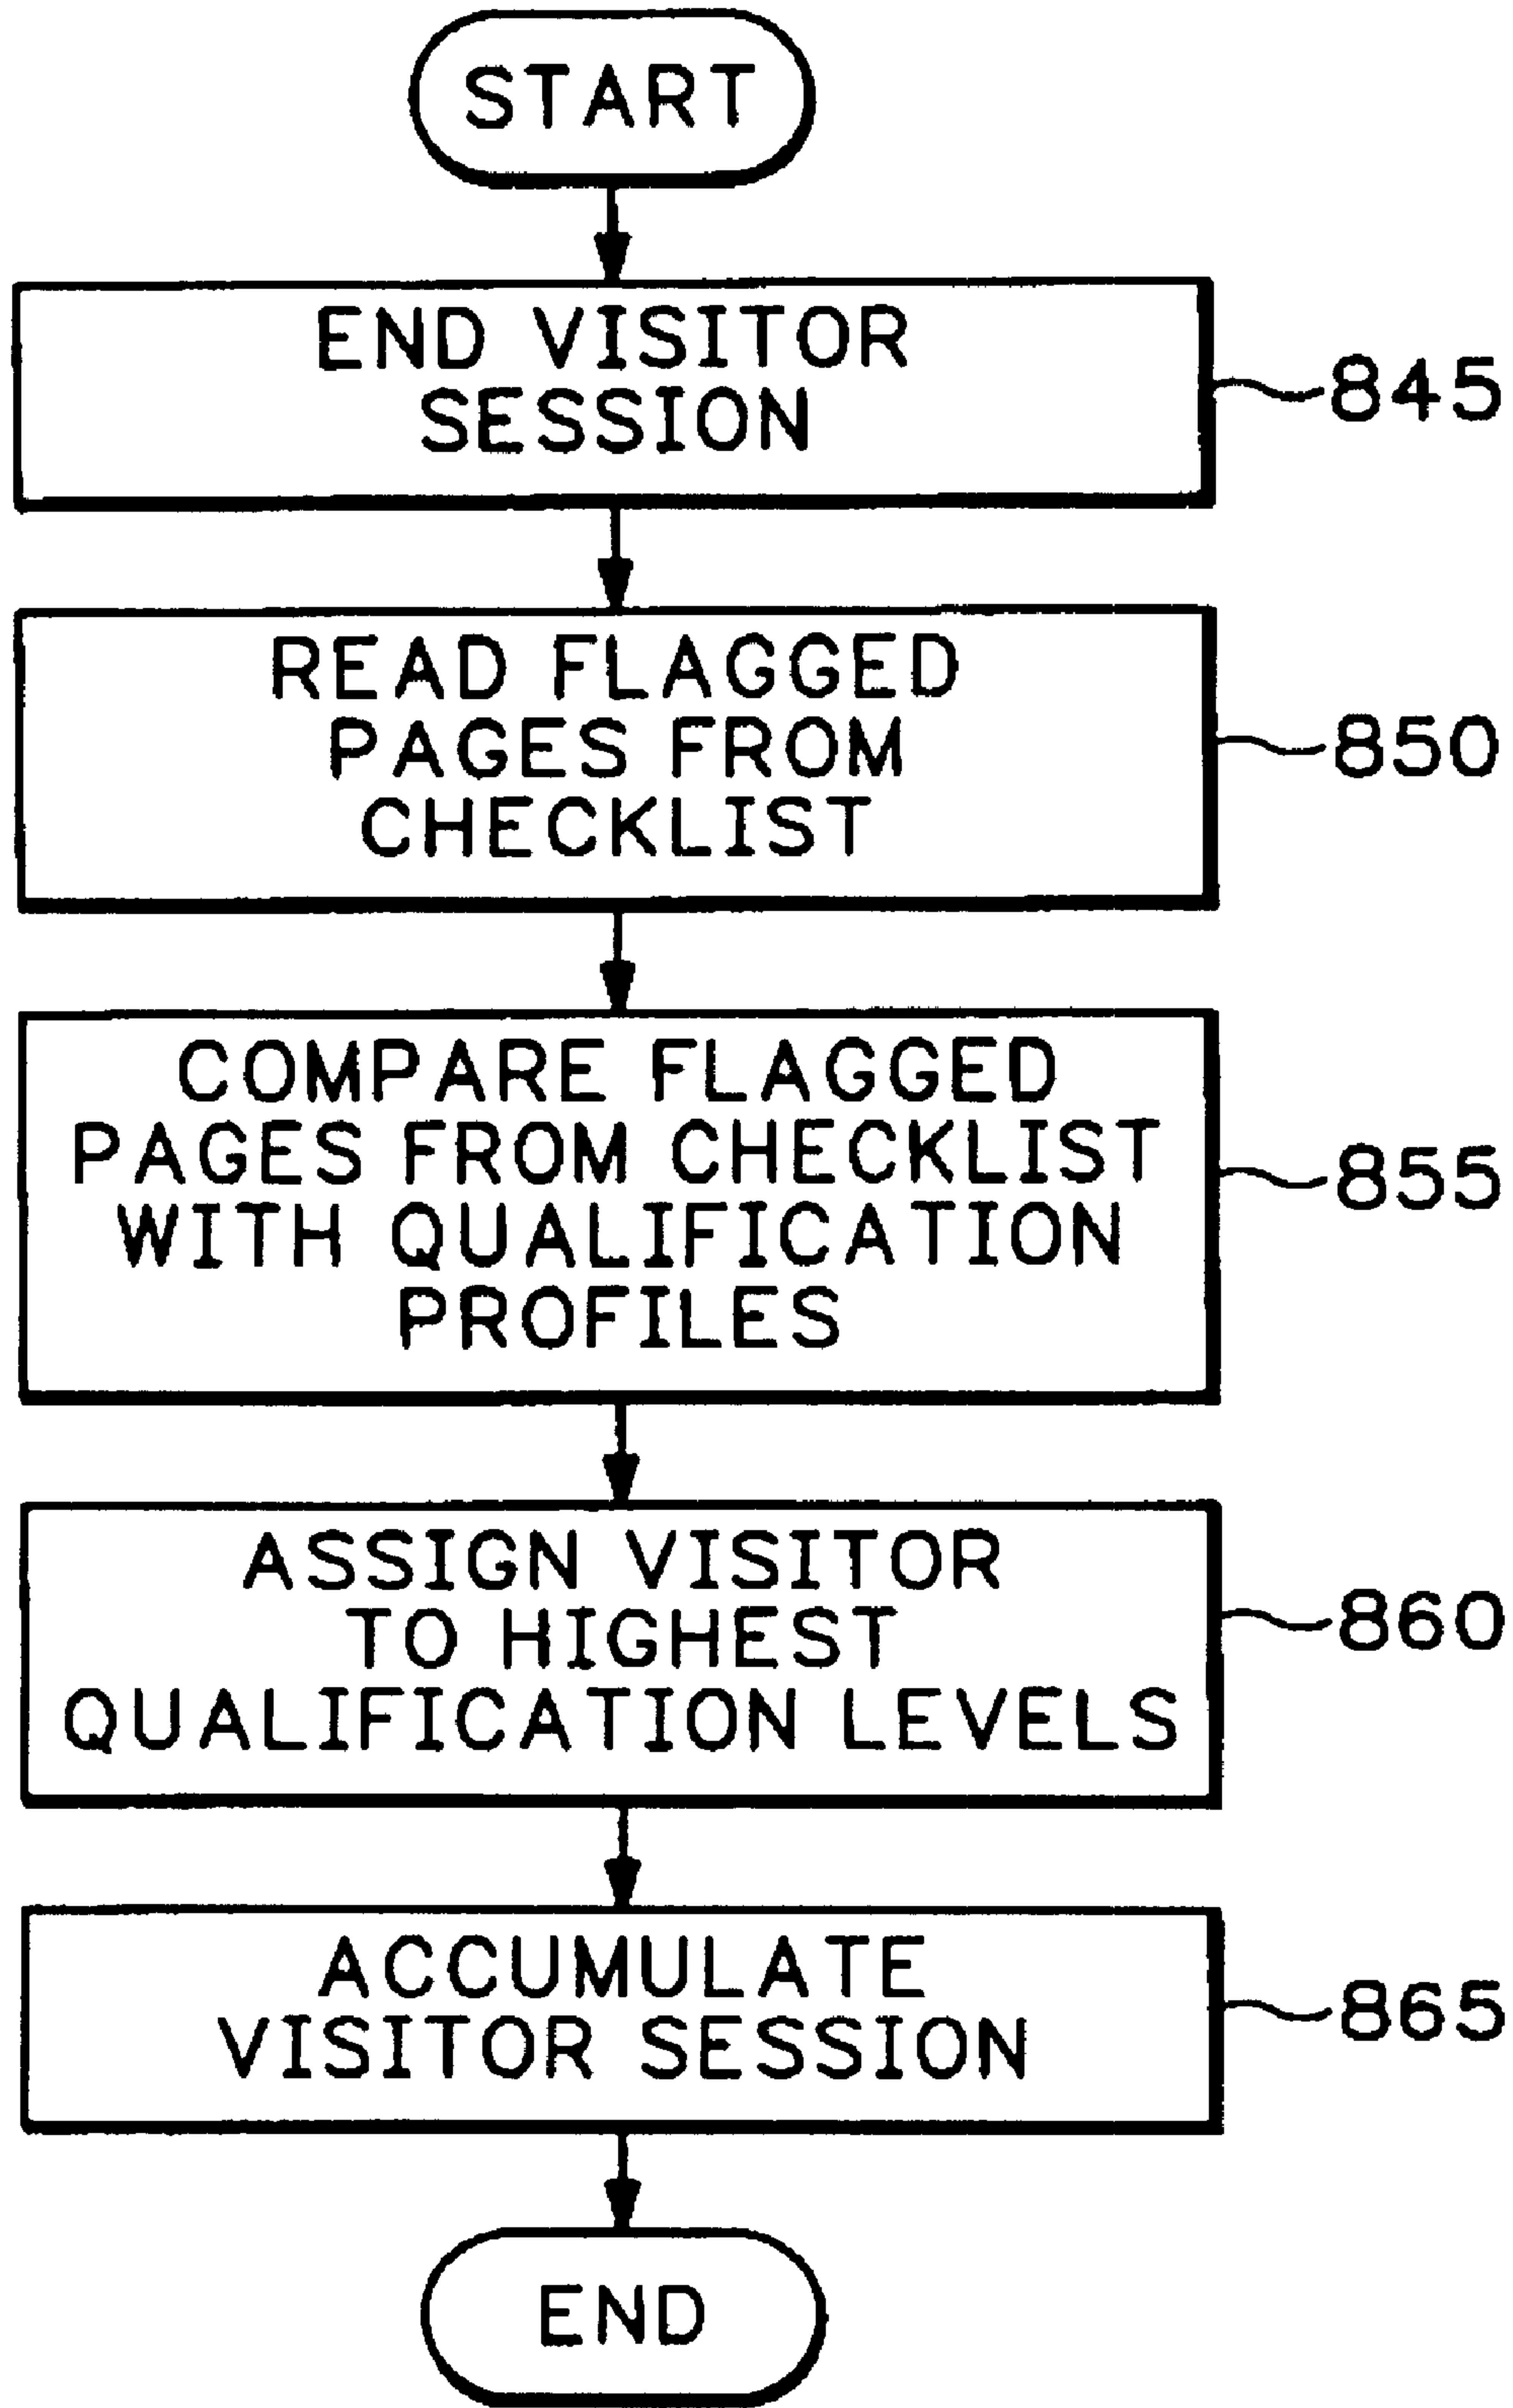 START
END VISITOR
SESSION
845
READ FLAGGED
PAGES FROM
CHECKLIST
850
COMPARE FLAGGED
PAGES FROM CHECKLIST
WITH QUALIFICATION
PROFILES
855
ASSIGN VISITOR
TO HIGHEST
QUALIFICATION LEVELS
860
ACCUMULATE
VISITOR SESSION
865
END